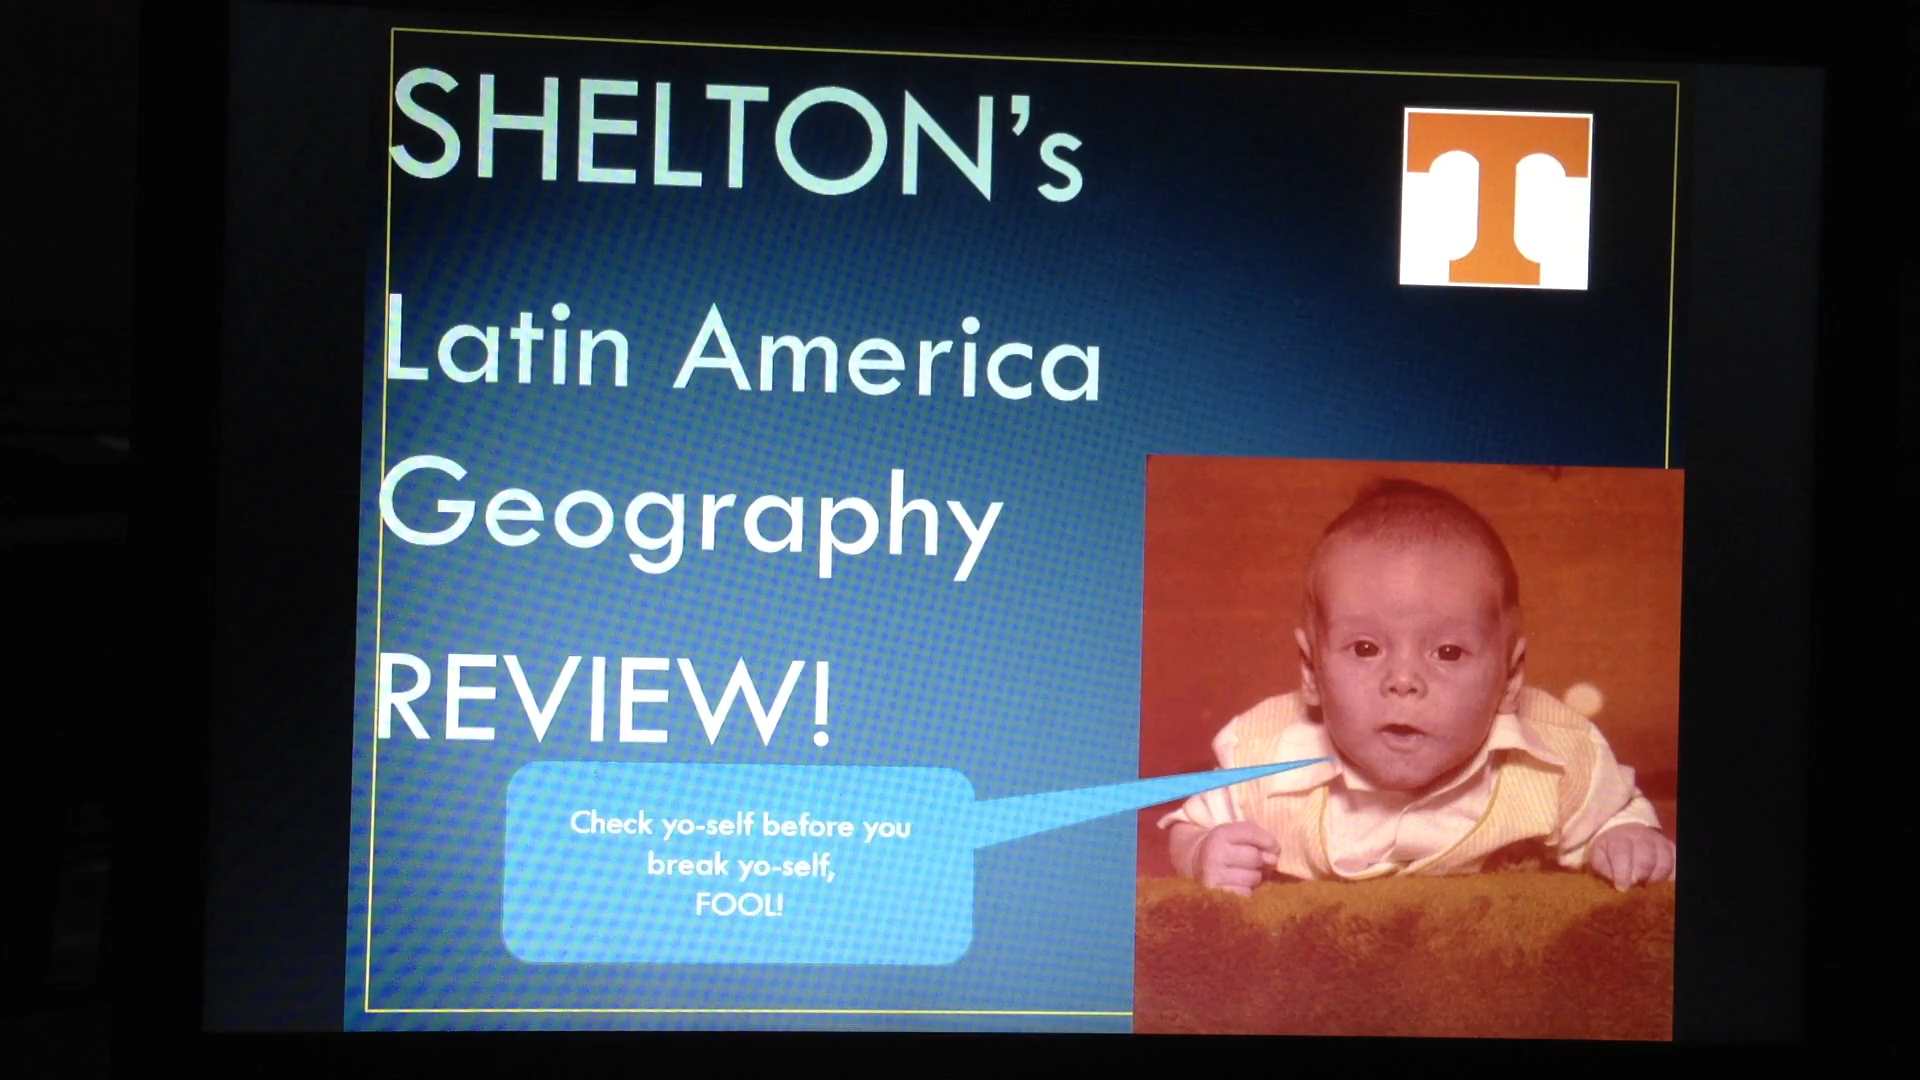 SHELTON's
T
Latin America
Geography
REVIEW!
Check yo-self before you
break yo-self,
FOOL!